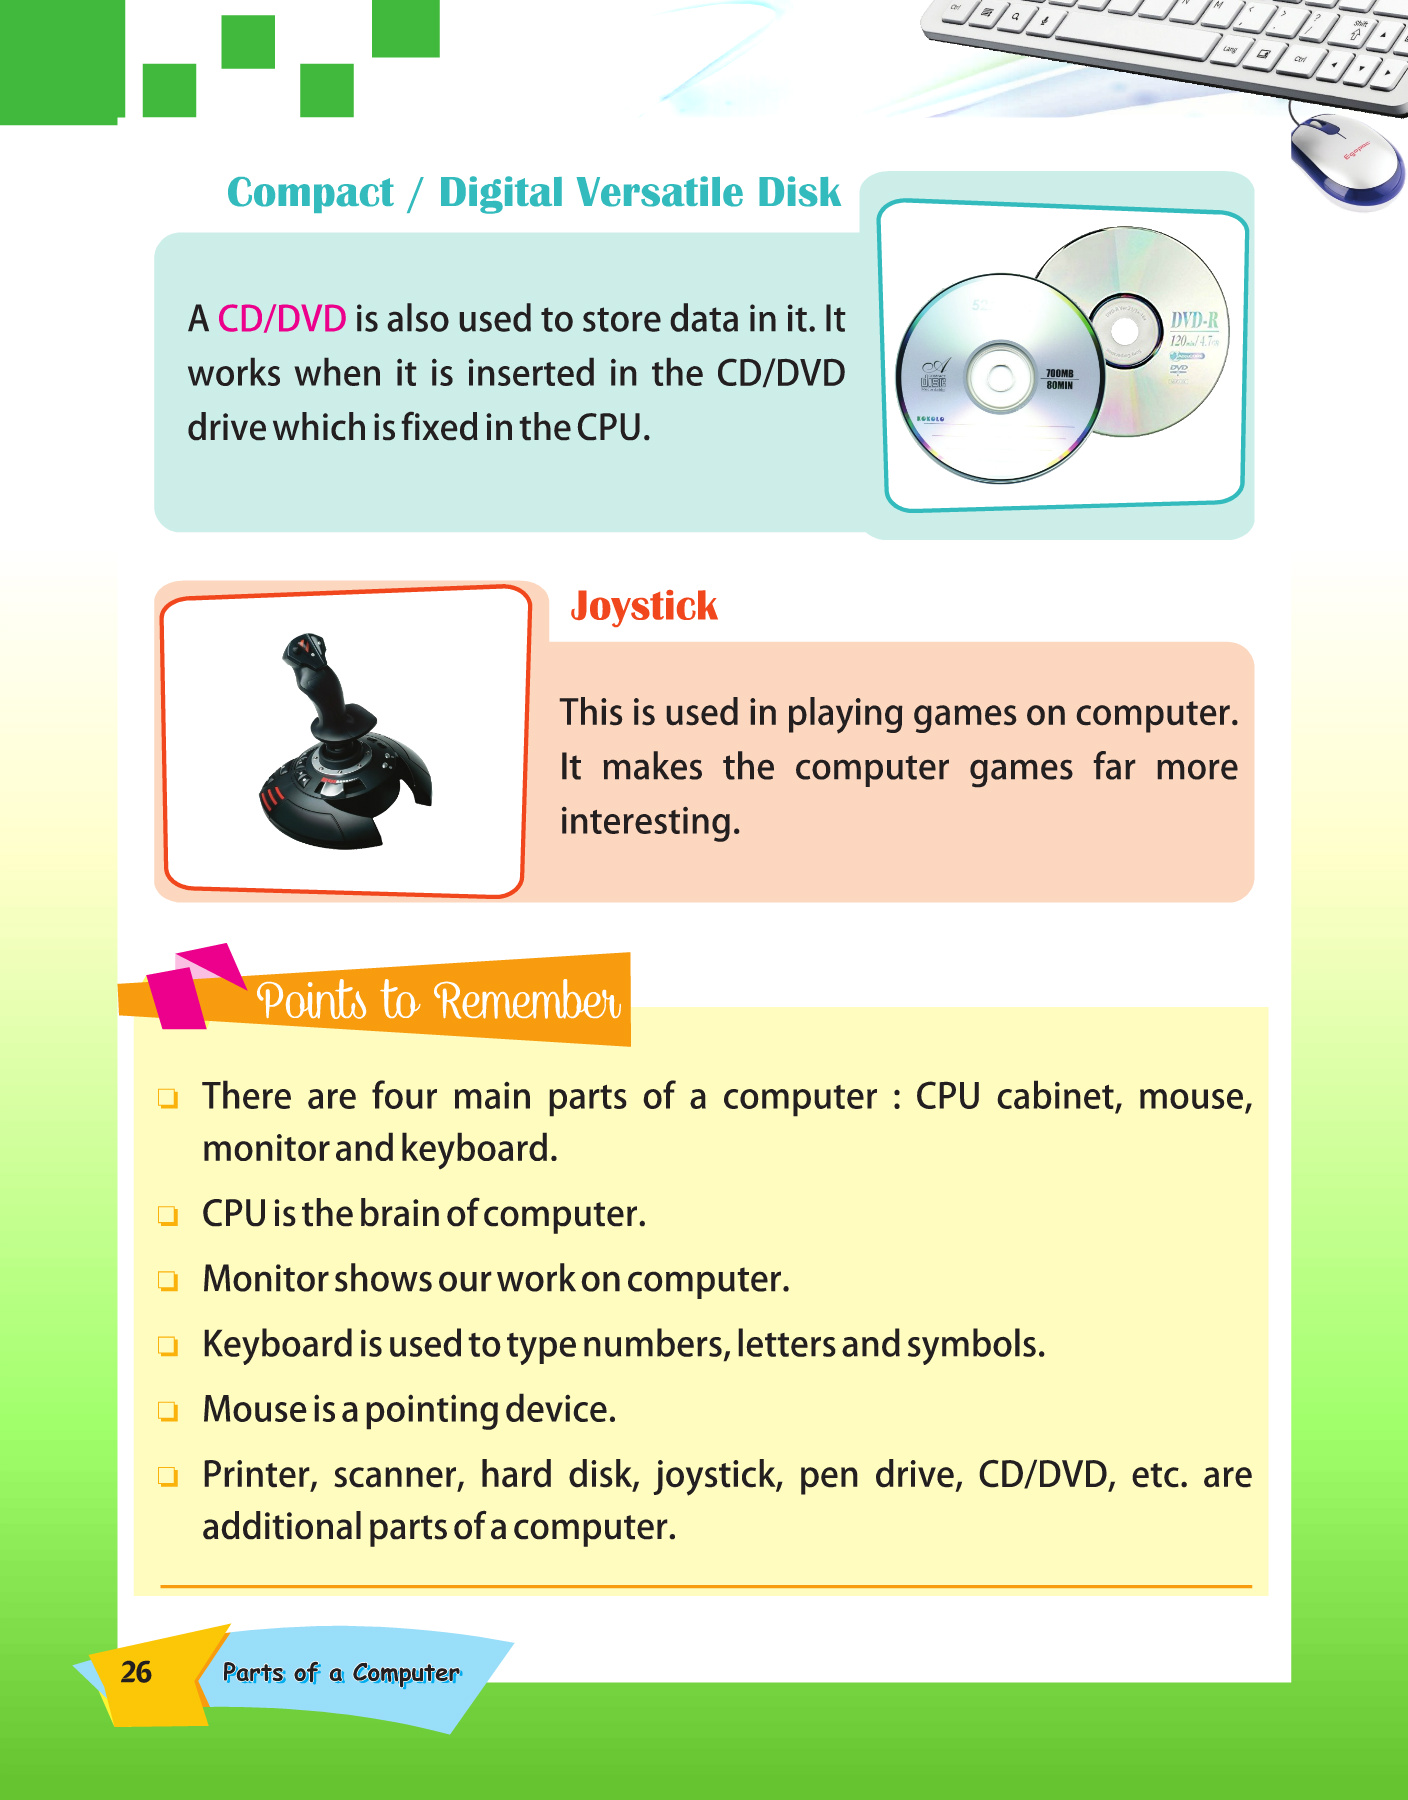 Compact / Digital Versatile Disk
A CD/DVD is also used to store data in it. It
works when it is inserted in the CD/DVD
drive which is fixed in the CPU.
700MB
80MIN
DVD-R
120min/4.7GB
DVD
Joystick
This is used in playing games on computer.
It makes the computer games far more
interesting.
Points to Remember
❏ There are four main parts of a computer : CPU cabinet, mouse,
monitor and keyboard.
❏ CPU is the brain of computer.
❏ Monitor shows our work on computer.
❏ Keyboard is used to type numbers, letters and symbols.
❏ Mouse is a pointing device.
❏ Printer, scanner, hard disk, joystick, pen drive, CD/DVD, etc. are
additional parts of a computer.
26
Parts of a Computer